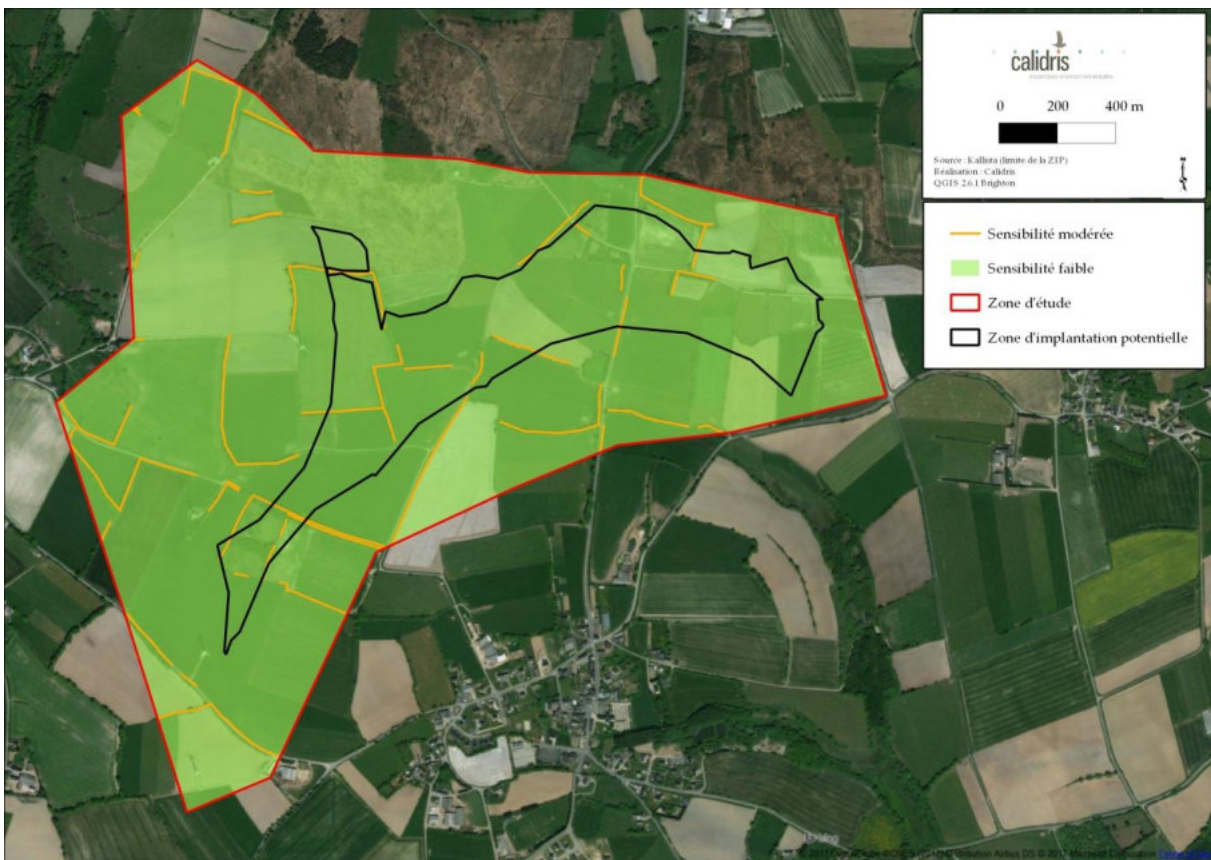 calidris
0 200 400 m
Source : Kallista (limite de la ZIP)
Réalisation : Calidris
QGIS 2.6.1 Brighton
Sensibilité modérée
Sensibilité faible
Zone d'étude
Zone d'implantation potentielle